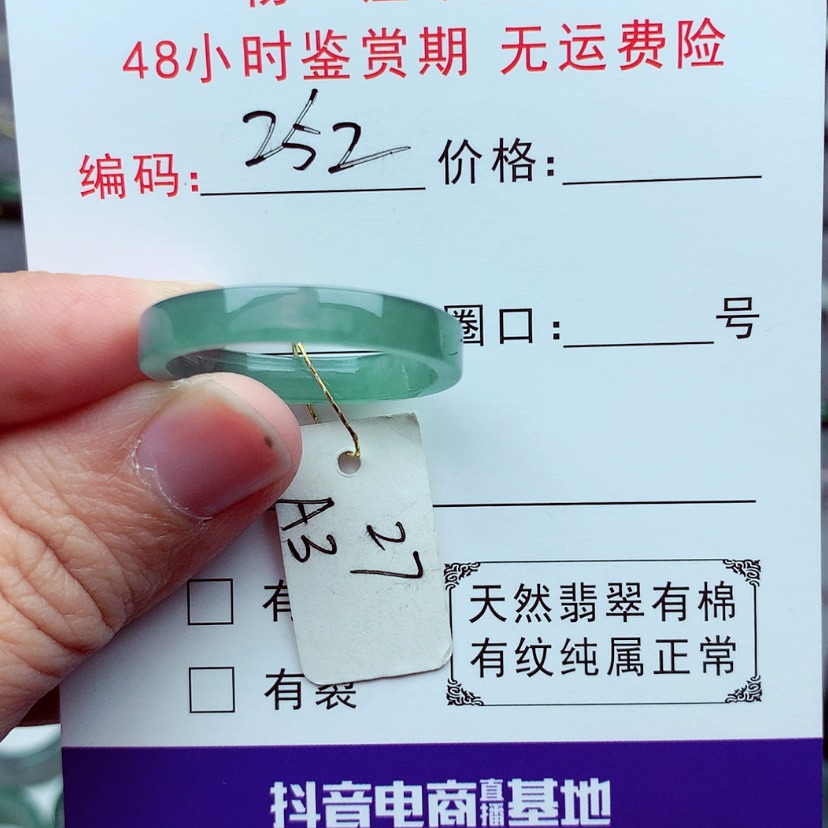 48小时鉴赏期 无运费险
编码: 252 价格:
圈口: 号
A3
27
有
有裂
天然翡翠有棉
有纹纯属正常
抖音电商直播基地